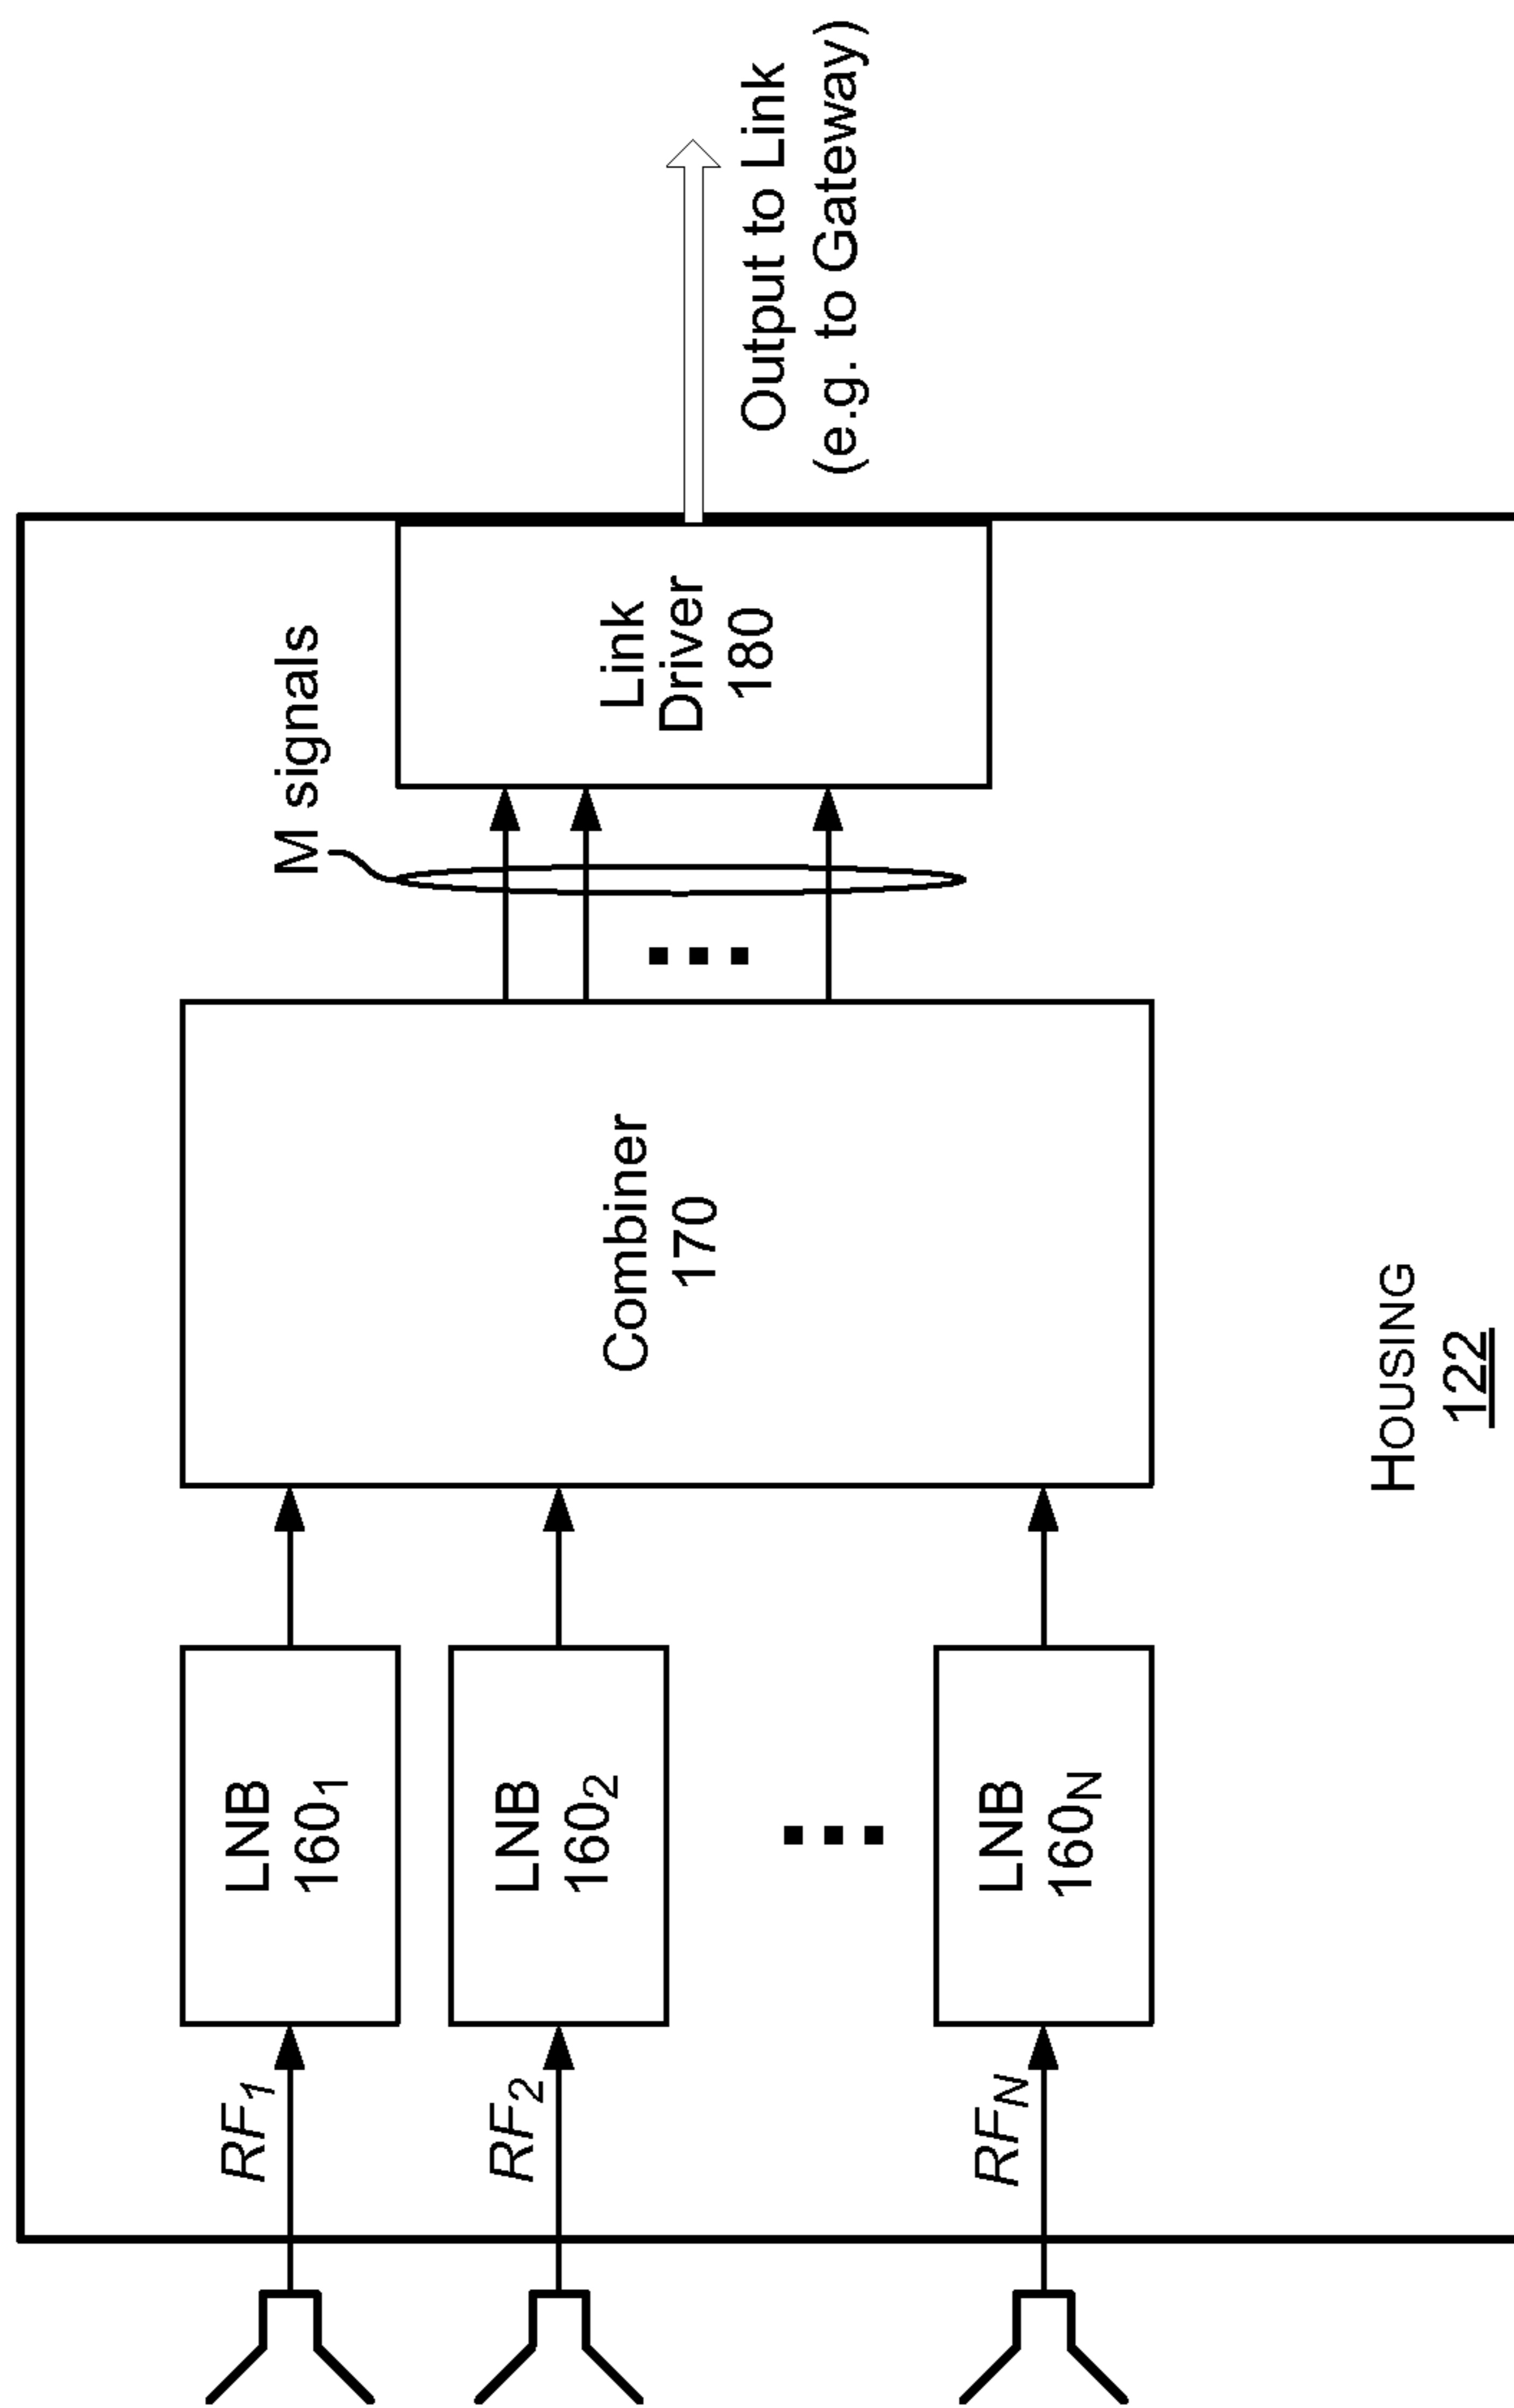 RF1
LNB
1601
RF2
LNB
1602
RFN
LNB
160N
Combiner
170
M signals
Link
Driver
180
Output to Link
(e.g. to Gateway)
HOUSING
122